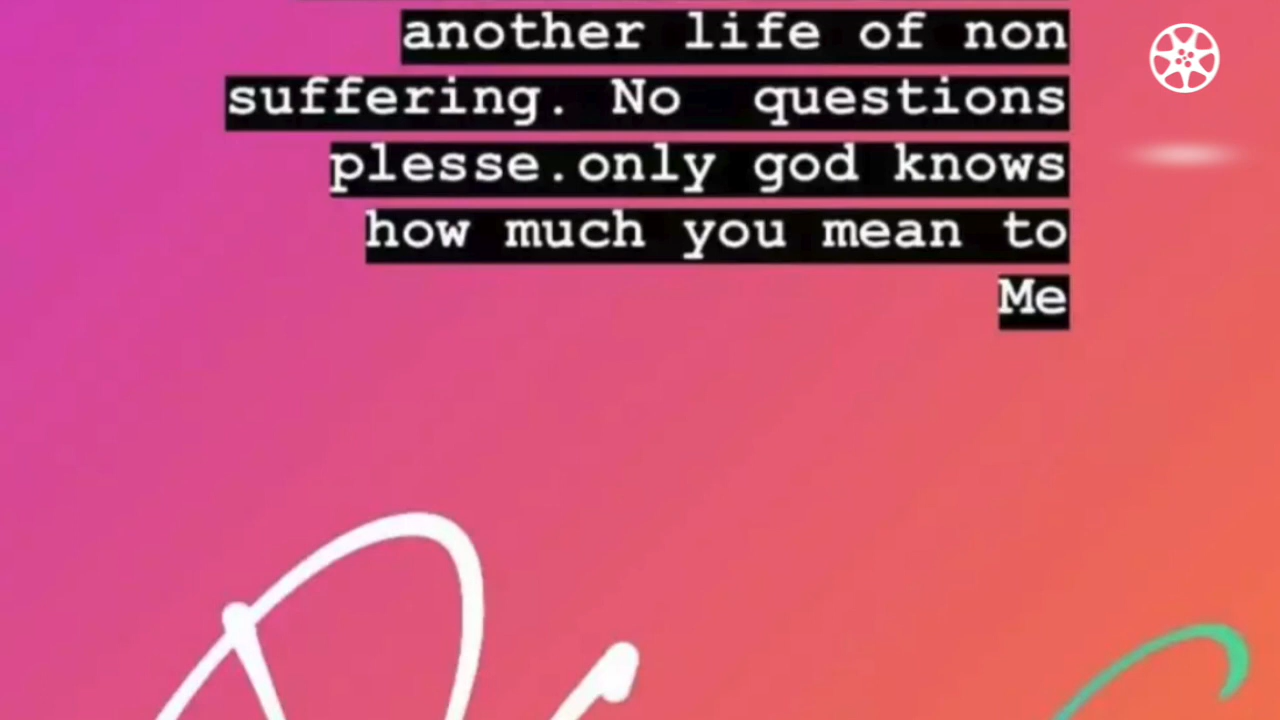 another life of non
suffering. No questions
plesse.only god knows
how much you mean to
Me